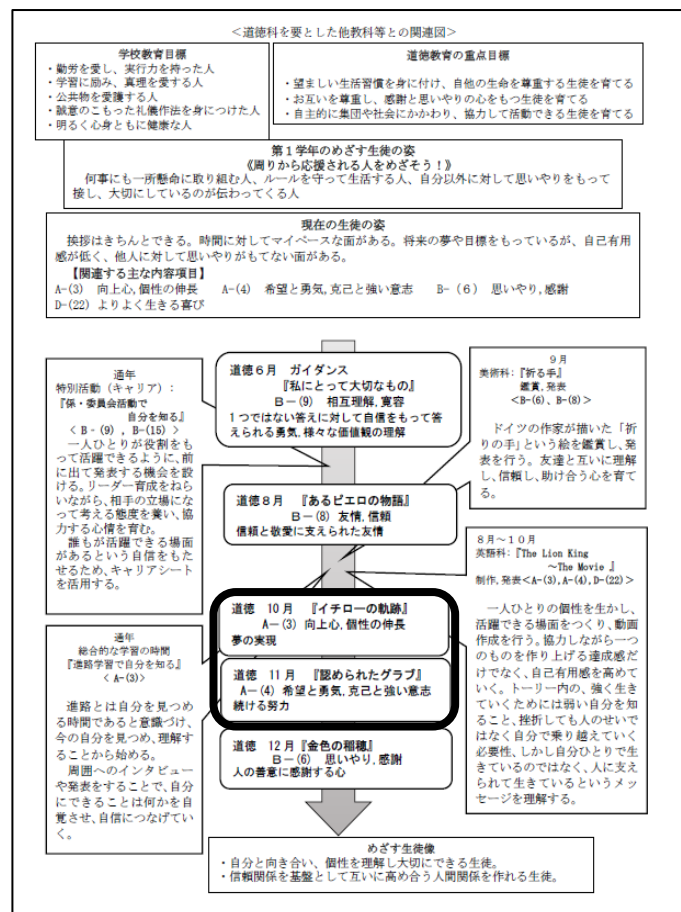 ＜道徳科を要とした他教科等との関連図＞
学校教育目標
・勤労を愛し、実行力を持った人
・学習に励み、真理を愛する人
・公共物を愛護する人
・誠意のこもった礼儀作法を身につけた人
・明るく心身ともに健康な人
道徳教育の重点目標
・望ましい生活習慣を身に付け、自他の生命を尊重する生徒を育てる
・お互いを尊重し、感謝と思いやりの心をもつ生徒を育てる
・自主的に集団や社会にかかわり、協力して活動できる生徒を育てる
第１学年のめざす生徒の姿
《周りから応援される人をめざそう！》
何事にも一所懸命に取り組む人、ルールを守って生活する人、自分以外に対して思いやりをもって
接し、大切にしているのが伝わってくる人
現在の生徒の姿
挨拶はきちんとできる。時間に対してマイペースな面がある。将来の夢や目標をもっているが、自己有用
感が低く、他人に対して思いやりがもてない面がある。
【関連する主な内容項目】
A-(3) 向上心,個性の伸長 A-(4) 希望と勇気,克己と強い意志 B-（6） 思いやり,感謝
D-(22) よりよく生きる喜び
通年
特別活動（キャリア）：
『係・委員会活動で
自分を知る』
＜Ｂ-(9)，B-(15)＞
一人ひとりが役割をも
って活躍できるように、前
に出て発表する機会を設
ける。リーダー育成をねら
いながら、相手の立場にな
って考える態度を養い、協
力する心情を育む。
誰もが活躍できる場面
があるという自信をもた
せるため、キャリアシート
を活用する。
道徳６月 ガイダンス
『私にとって大切なもの』
Ｂ－(9) 相互理解,寛容
１つではない答えに対して自信をもって答
えられる勇気,様々な価値観の理解
９月
美術科：『祈る手』
鑑賞,発表
＜B-(6)、B-(8)＞
ドイツの作家が描いた「祈
りの手」という絵を鑑賞し、発
表を行う。友達と互いに理解
し、信頼し、助け合う心を育て
る。
道徳８月 『あるピエロの物語』
Ｂ－(8) 友情,信頼
信頼と敬愛に支えられた友情
８月～１０月
英語科：『The Lion King
～The Movie 』
制作,発表＜A-(3),A-(4),D-(22)＞
一人ひとりの個性を生かし、
活躍できる場面をつくり、動画
作成を行う。協力しながら一つ
のものを作り上げる達成感だ
けでなく、自己有用感を高めて
いく。トーリー内の、強く生き
ていくためには弱い自分を知
ること、挫折しても人のせいで
はなく自分で乗り越えていく
必要性、しかし自分ひとりで生
きているのではなく、人に支え
られて生きているというメッ
セージを理解する。
道徳 10 月 『イチローの軌跡』
A－(3) 向上心,個性の伸長
夢の実現
道徳 11 月 『認められたグラブ』
A－(4) 希望と勇気,克己と強い意志
続ける努力
通年
総合的な学習の時間
『進路学習で自分を知る』
＜ A-(3)＞
進路とは自分を見つめ
る時間であると意識づけ、
今の自分を見つめ、理解す
ることから始める。
周囲へのインタビュー
や発表をすることで、自分
にできることは何かを自
覚させ、自信につなげてい
く。
道徳 12月『金色の稲穂』
Ｂ－(6) 思いやり,感謝
人の善意に感謝する心
めざす生徒像
・自分と向き合い、個性を理解し大切にできる生徒。
・信頼関係を基盤として互いに高め合う人間関係を作れる生徒。